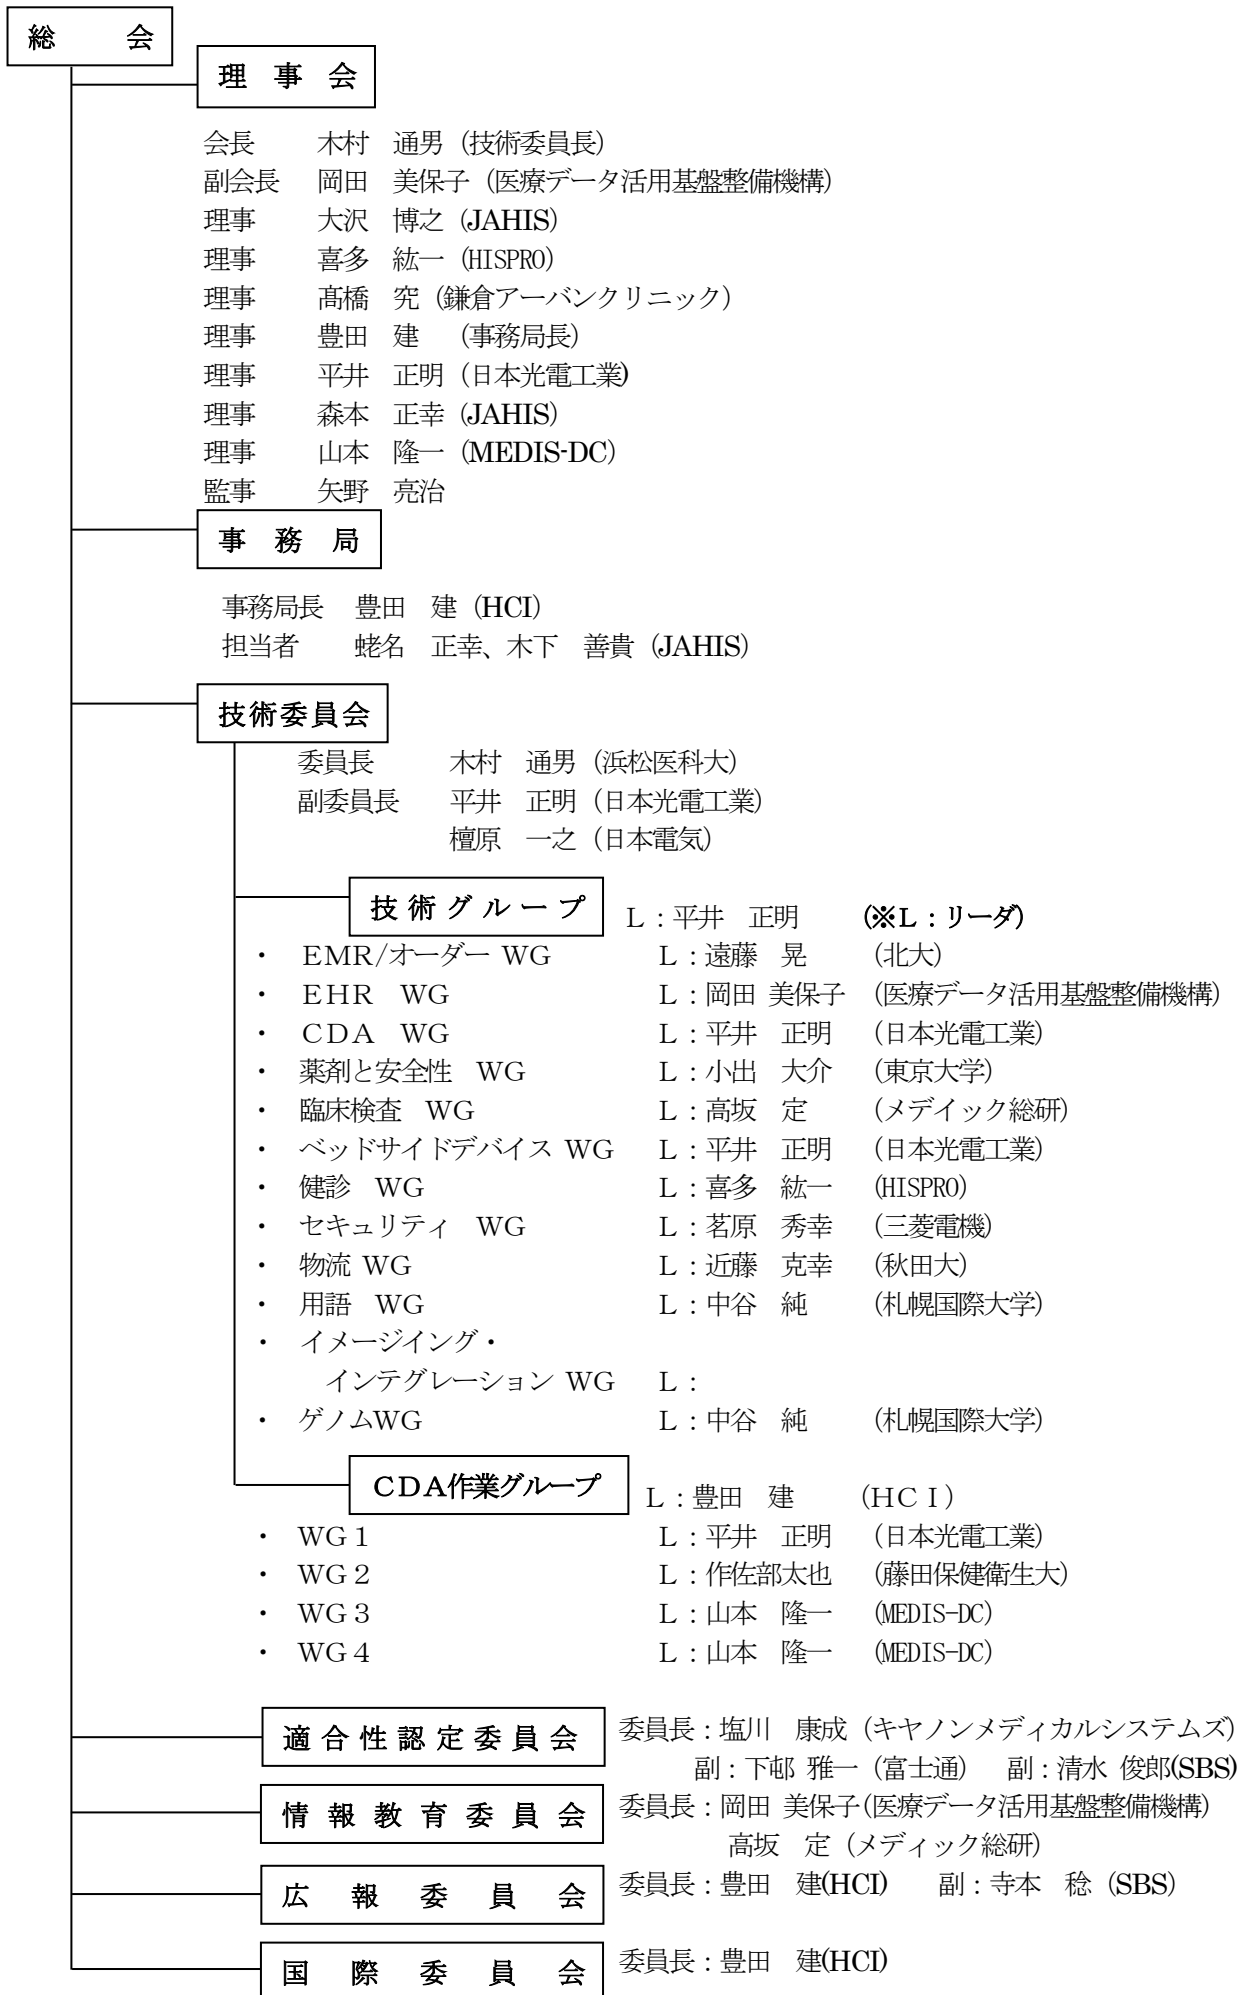 総　会
理 事 会
会長　木村　通男（技術委員長）
副会長　岡田　美保子（医療データ活用基盤整備機構）
理事　大沢　博之（JAHIS）
理事　喜多　紘一（HISPRO）
理事　髙橋　究（鎌倉アーバンクリニック）
理事　豊田　建　（事務局長）
理事　平井　正明（日本光電工業）
理事　森本　正幸（JAHIS）
理事　山本　隆一（MEDIS-DC）
監事　矢野　亮治
事 務 局
事務局長　豊田　建（HCI）
担当者　蛯名　正幸、木下　善貴（JAHIS）
技術委員会
委員長　木村　通男（浜松医科大）
副委員長　平井　正明（日本光電工業）
檀原　一之（日本電気）
技 術 グ ル ー プ　Ｌ：平井　正明　（※Ｌ：リーダ）
・　EMR/オーダー WG　Ｌ：遠藤　晃　（北大）
・　ＥＨＲ　WG　Ｌ：岡田 美保子　（医療データ活用基盤整備機構）
・　ＣＤＡ　WG　Ｌ：平井　正明　（日本光電工業）
・　薬剤と安全性　WG　Ｌ：小出　大介　（東京大学）
・　臨床検査　WG　Ｌ：高坂　定　（メデイック総研）
・　ベッドサイドデバイス WG　Ｌ：平井　正明　（日本光電工業）
・　健診　WG　Ｌ：喜多　紘一　（HISPRO）
・　セキュリティ　WG　Ｌ：茗原　秀幸　（三菱電機）
・　物流 WG　Ｌ：近藤　克幸　（秋田大）
・　用語　WG　Ｌ：中谷　純　（札幌国際大学）
・　イメージイング・
インテグレーション WG　Ｌ：
・　ゲノムWG　Ｌ：中谷　純　（札幌国際大学）
ＣＤＡ作業グループ　Ｌ：豊田　建　（ＨＣＩ）
・　WG１　Ｌ：平井　正明　（日本光電工業）
・　WG２　Ｌ：作佐部太也　（藤田保健衛生大）
・　WG３　Ｌ：山本　隆一　（MEDIS-DC）
・　WG４　Ｌ：山本　隆一　（MEDIS-DC）
適 合 性 認 定 委 員 会　委員長：塩川　康成（キヤノンメディカルシステムズ）
副：下邨 雅一（富士通）　副：清水 俊郎(SBS)
情 報 教 育 委 員 会　委員長：岡田 美保子(医療データ活用基盤整備機構）
高坂　定（メディック総研）
広 報 委 員 会　委員長：豊田　建(HCI)　副：寺本　稔（SBS）
国 際 委 員 会　委員長：豊田　建(HCI)